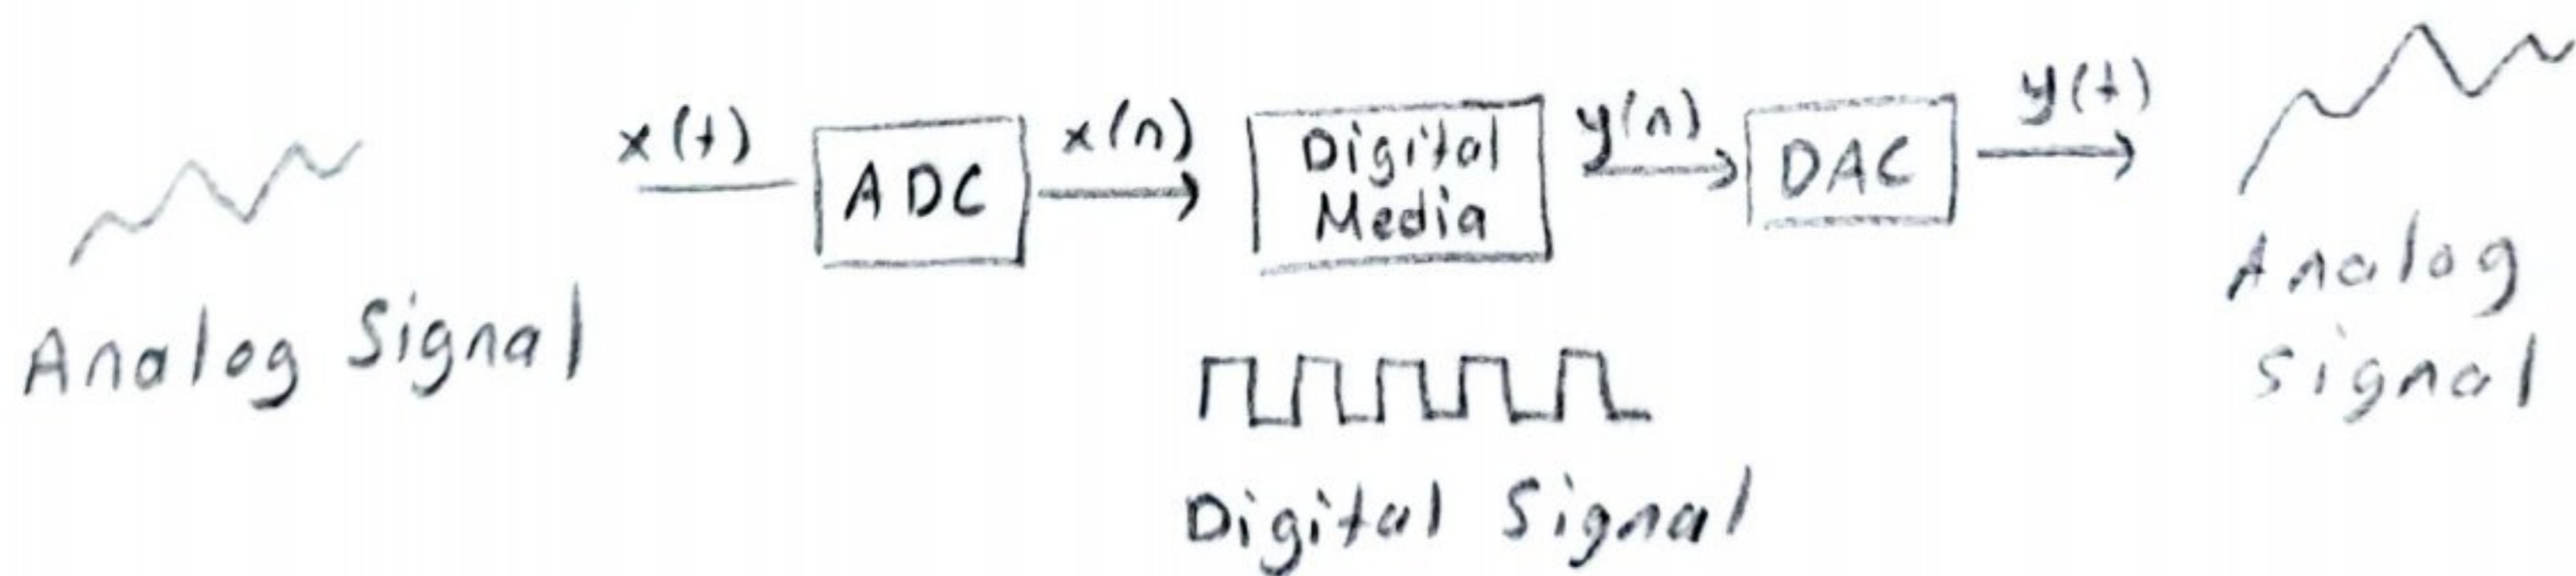 x(t)
ADC
x(n)
Digital
Media
y(n)
DAC
y(t)
Analog Signal
Digital Signal
Analog
Signal